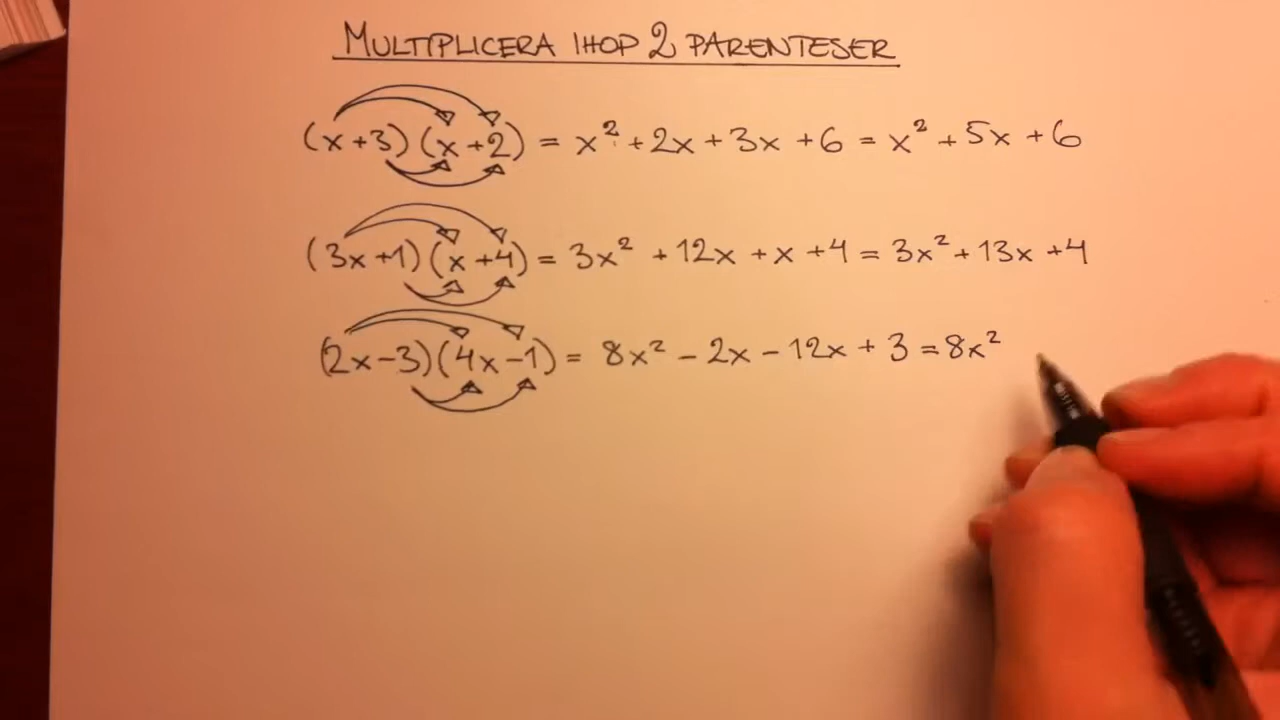 MULTIPLICERA IHOP 2 PARENTESER
(x+3)(x+2) = x² + 2x + 3x + 6 = x² + 5x + 6
(3x+1)(x+4) = 3x² + 12x + x + 4 = 3x² + 13x + 4
(2x-3)(4x-1) = 8x² - 2x - 12x + 3 = 8x²